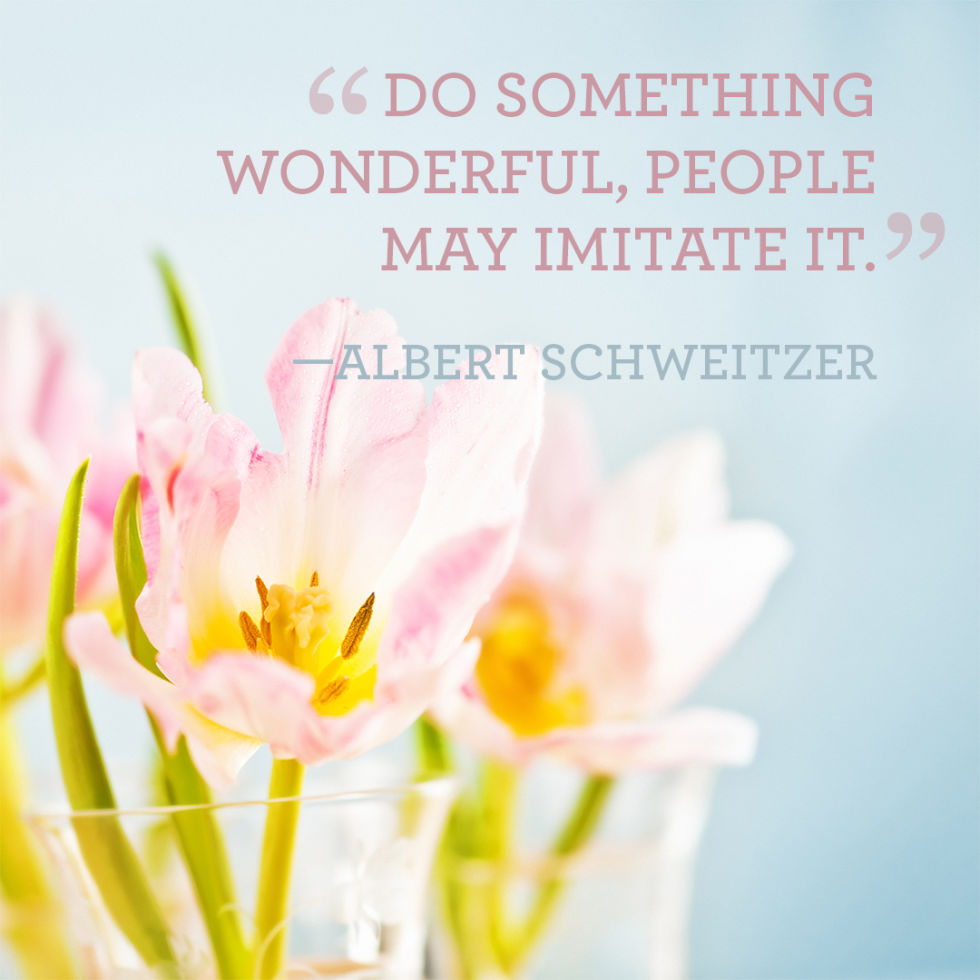 “DO SOMETHING
WONDERFUL, PEOPLE
MAY IMITATE IT.”
—ALBERT SCHWEITZER